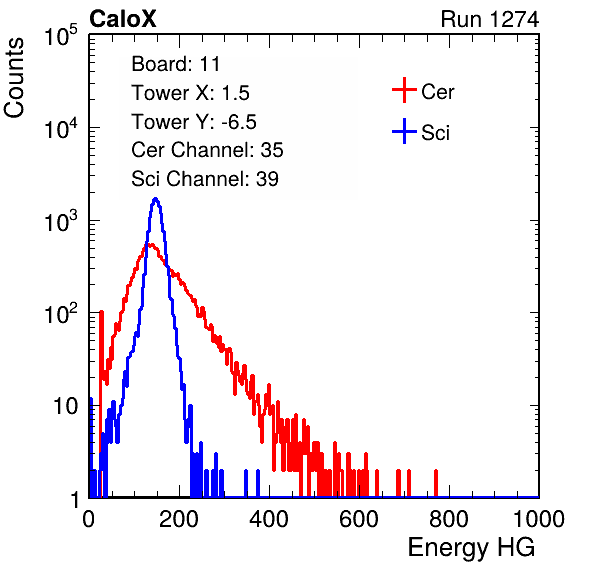 CaloX Run 1274
Counts
Board: 11
Tower X: 1.5
Tower Y: -6.5
Cer Channel: 35
Sci Channel: 39
Cer
Sci
10^5
10^4
10^3
10^2
10
1
0 200 400 600 800 1000
Energy HG